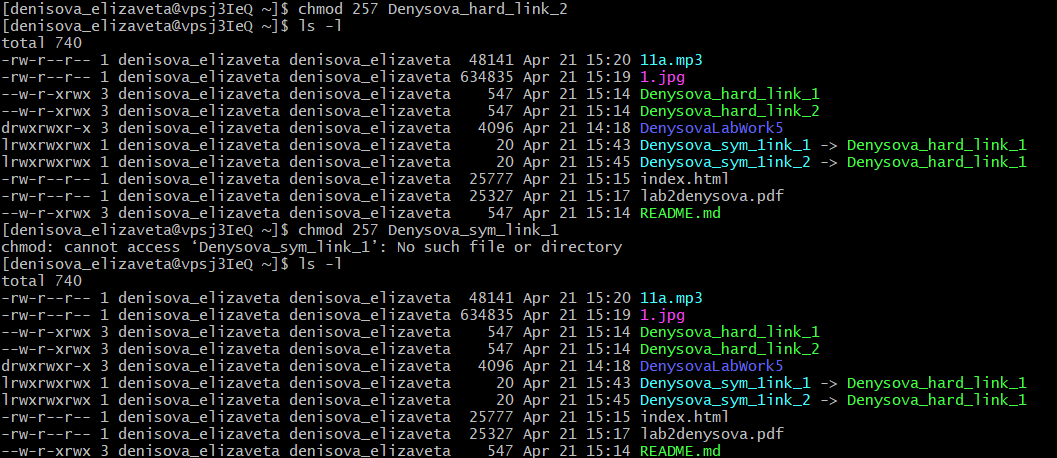 [denisova_elizaveta@vpsj3IeQ ~]$ chmod 257 Denysova_hard_link_2
[denisova_elizaveta@vpsj3IeQ ~]$ ls -l
total 740
-rw-r--r-- 1 denisova_elizaveta denisova_elizaveta  48141 Apr 21 15:20 11a.mp3
-rw-r--r-- 1 denisova_elizaveta denisova_elizaveta 634835 Apr 21 15:19 1.jpg
--w-r-xrwx 3 denisova_elizaveta denisova_elizaveta    547 Apr 21 15:14 Denysova_hard_link_1
--w-r-xrwx 3 denisova_elizaveta denisova_elizaveta    547 Apr 21 15:14 Denysova_hard_link_2
drwxrwxr-x 3 denisova_elizaveta denisova_elizaveta   4096 Apr 21 14:18 DenysovaLabWork5
lrwxrwxrwx 1 denisova_elizaveta denisova_elizaveta     20 Apr 21 15:43 Denysova_sym_1ink_1 -> Denysova_hard_link_1
lrwxrwxrwx 1 denisova_elizaveta denisova_elizaveta     20 Apr 21 15:45 Denysova_sym_1ink_2 -> Denysova_hard_link_1
-rw-r--r-- 1 denisova_elizaveta denisova_elizaveta  25777 Apr 21 15:15 index.html
-rw-r--r-- 1 denisova_elizaveta denisova_elizaveta  25327 Apr 21 15:17 lab2denysova.pdf
--w-r-xrwx 3 denisova_elizaveta denisova_elizaveta    547 Apr 21 15:14 README.md
[denisova_elizaveta@vpsj3IeQ ~]$ chmod 257 Denysova_sym_link_1
chmod: cannot access ‘Denysova_sym_link_1’: No such file or directory
[denisova_elizaveta@vpsj3IeQ ~]$ ls -l
total 740
-rw-r--r-- 1 denisova_elizaveta denisova_elizaveta  48141 Apr 21 15:20 11a.mp3
-rw-r--r-- 1 denisova_elizaveta denisova_elizaveta 634835 Apr 21 15:19 1.jpg
--w-r-xrwx 3 denisova_elizaveta denisova_elizaveta    547 Apr 21 15:14 Denysova_hard_link_1
--w-r-xrwx 3 denisova_elizaveta denisova_elizaveta    547 Apr 21 15:14 Denysova_hard_link_2
drwxrwxr-x 3 denisova_elizaveta denisova_elizaveta   4096 Apr 21 14:18 DenysovaLabWork5
lrwxrwxrwx 1 denisova_elizaveta denisova_elizaveta     20 Apr 21 15:43 Denysova_sym_1ink_1 -> Denysova_hard_link_1
lrwxrwxrwx 1 denisova_elizaveta denisova_elizaveta     20 Apr 21 15:45 Denysova_sym_1ink_2 -> Denysova_hard_link_1
-rw-r--r-- 1 denisova_elizaveta denisova_elizaveta  25777 Apr 21 15:15 index.html
-rw-r--r-- 1 denisova_elizaveta denisova_elizaveta  25327 Apr 21 15:17 lab2denysova.pdf
--w-r-xrwx 3 denisova_elizaveta denisova_elizaveta    547 Apr 21 15:14 README.md